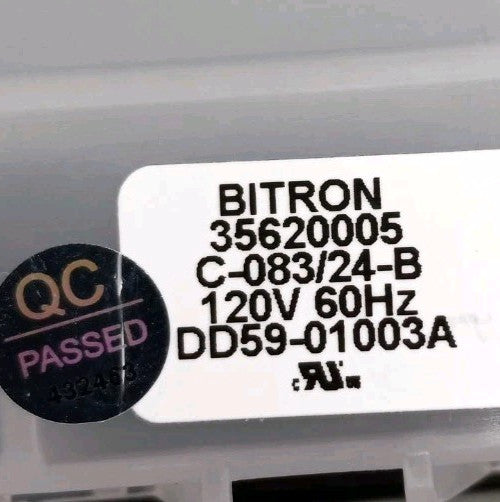 BITRON
35620005
C-083/24-B
120V 60Hz
DD59-01003A
QC
PASSED